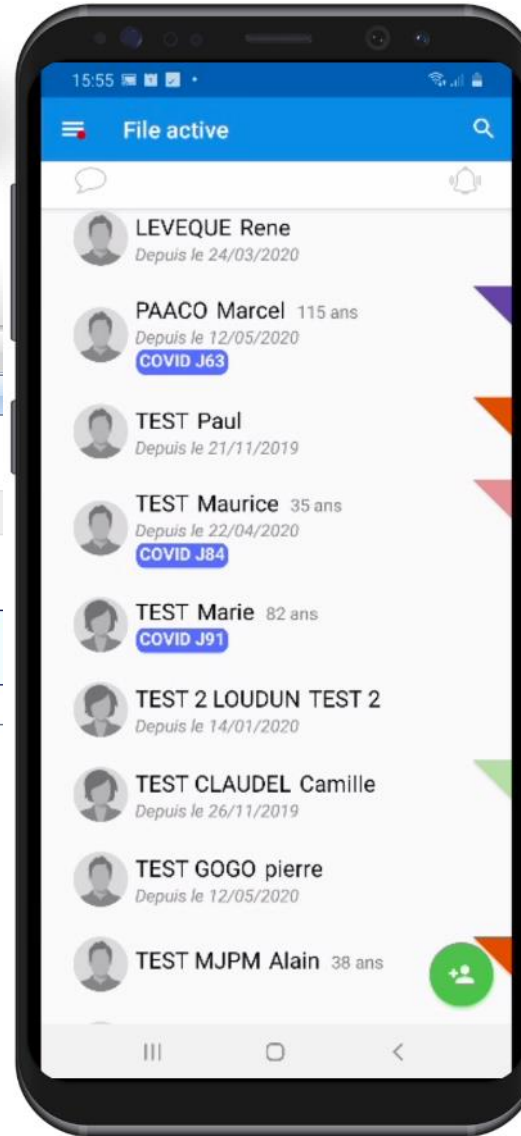 15:55
File active
LEVEQUE Rene
Depuis le 24/03/2020
PAACO Marcel 115 ans
Depuis le 12/05/2020
COVID J63
TEST Paul
Depuis le 21/11/2019
TEST Maurice 35 ans
Depuis le 22/04/2020
COVID J84
TEST Marie 82 ans
COVID J91
TEST 2 LOUDUN TEST 2
Depuis le 14/01/2020
TEST CLAUDEL Camille
Depuis le 26/11/2019
TEST GOGO pierre
Depuis le 12/05/2020
TEST MJPM Alain 38 ans